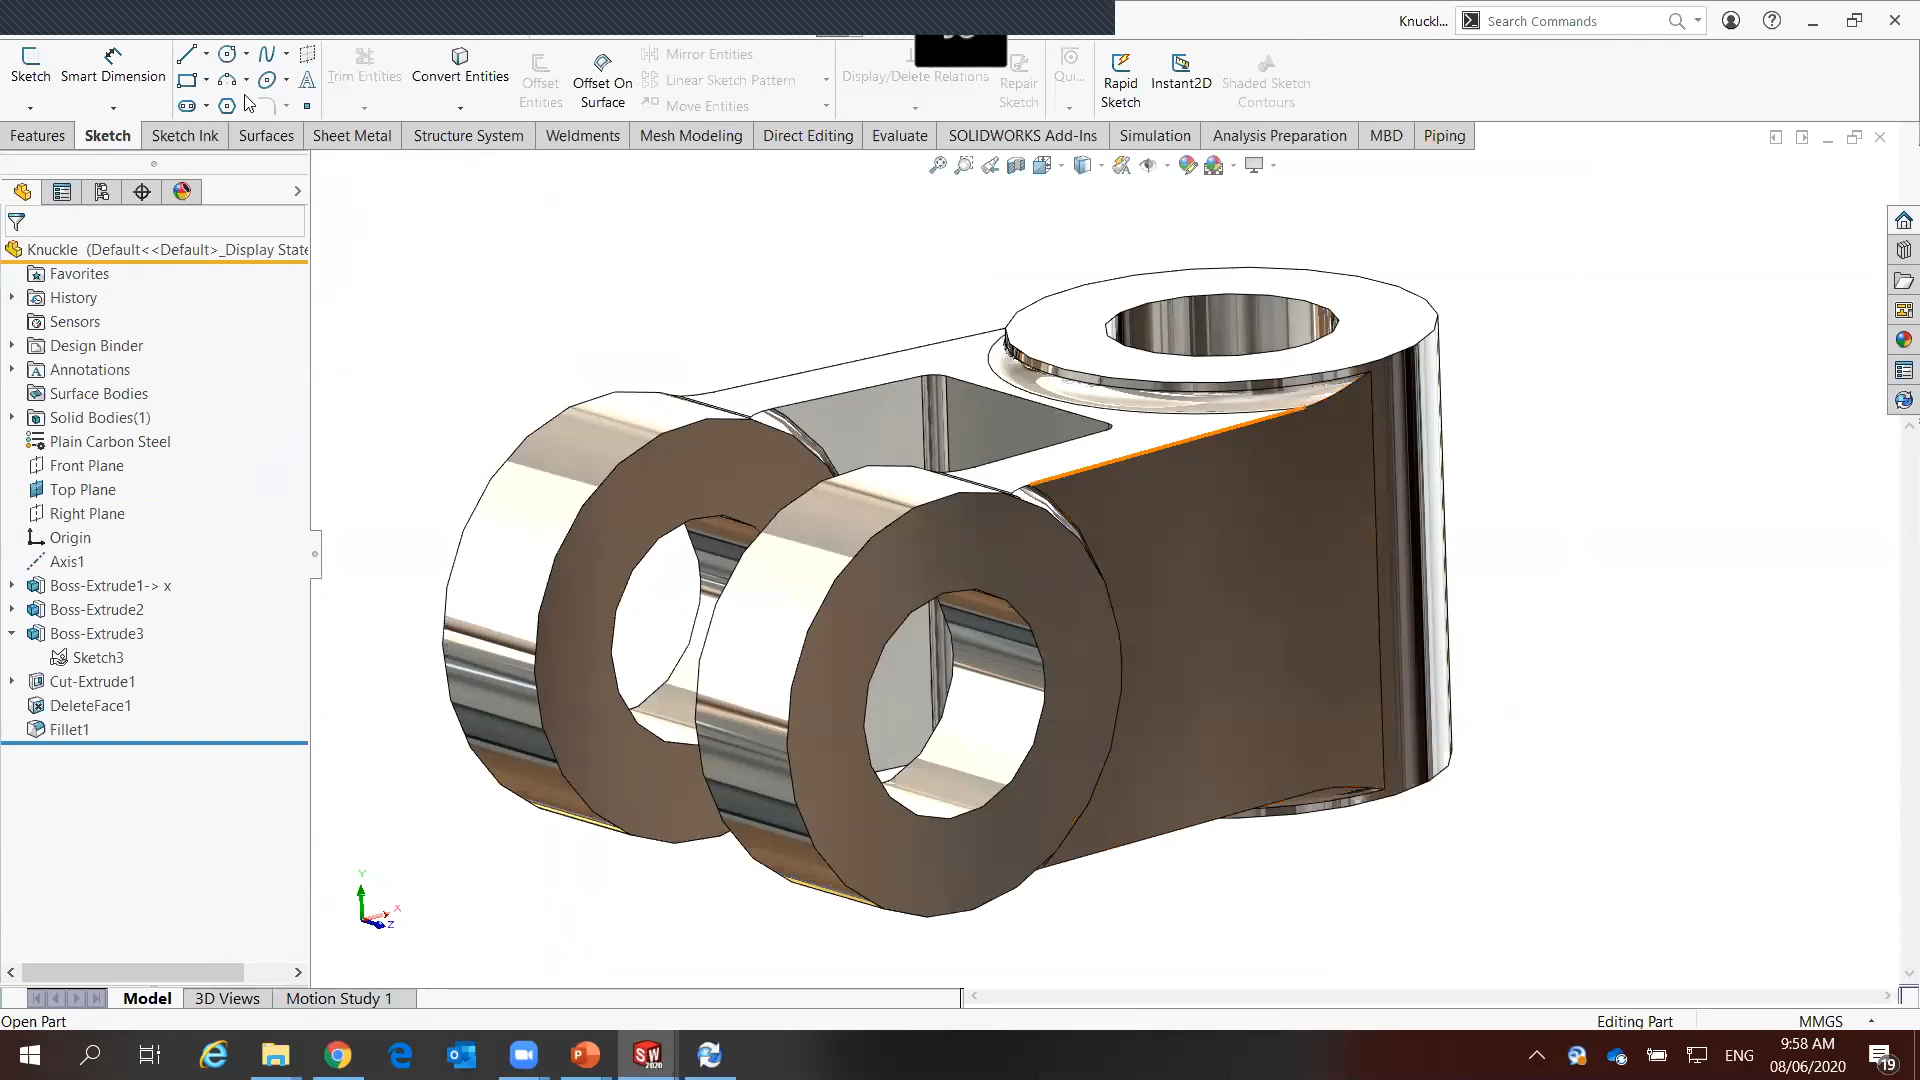 Knuckl...
Search Commands
Sketch
Smart Dimension
Trim Entities
Convert Entities
Offset Entities
Offset On Surface
Mirror Entities
Linear Sketch Pattern
Move Entities
Display/Delete Relations
Repair Sketch
Qui...
Rapid Sketch
Instant2D
Shaded Sketch Contours
Features
Sketch
Sketch Ink
Surfaces
Sheet Metal
Structure System
Weldments
Mesh Modeling
Direct Editing
Evaluate
SOLIDWORKS Add-Ins
Simulation
Analysis Preparation
MBD
Piping
Knuckle (Default<<Default>_Display State
Favorites
History
Sensors
Design Binder
Annotations
Surface Bodies
Solid Bodies(1)
Plain Carbon Steel
Front Plane
Top Plane
Right Plane
Origin
Axis1
Boss-Extrude1-> x
Boss-Extrude2
Boss-Extrude3
Sketch3
Cut-Extrude1
DeleteFace1
Fillet1
Y
X
Z
Model
3D Views
Motion Study 1
Open Part
Editing Part
MMGS
SW
2020
ENG
9:58 AM
08/06/2020
19